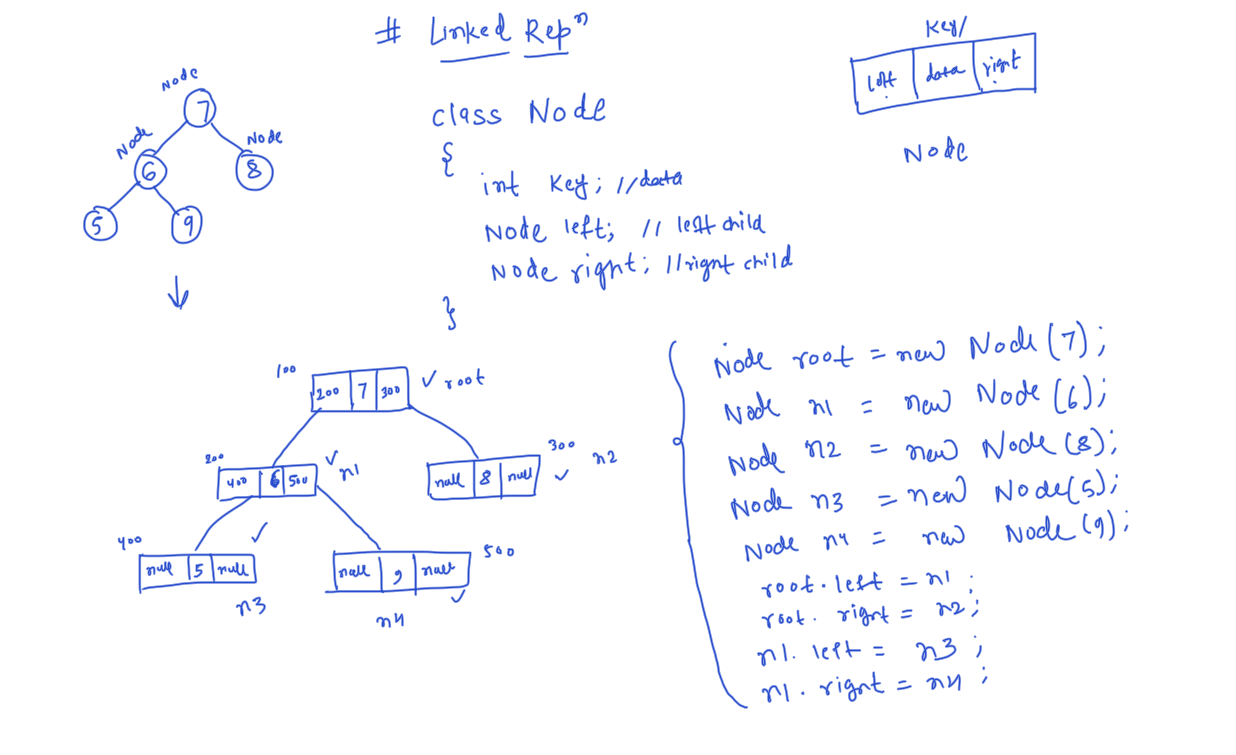 # Linked Repn
Key/
left data right
Node
Node
7
Node
Node
6
8
5
9
class Node
{
int Key; //data
Node left; // left child
Node right; //right child
}
100
200 7 300
root
200
400 6 500
n1
300
null 8 null
n2
400
null 5 null
n3
500
null 9 null
n4
Node root = new Node(7);
Node n1 = new Node(6);
Node n2 = new Node(8);
Node n3 = new Node(5);
Node n4 = new Node(9);
root.left = n1;
root.right = n2;
n1.left = n3;
n1.right = n4;